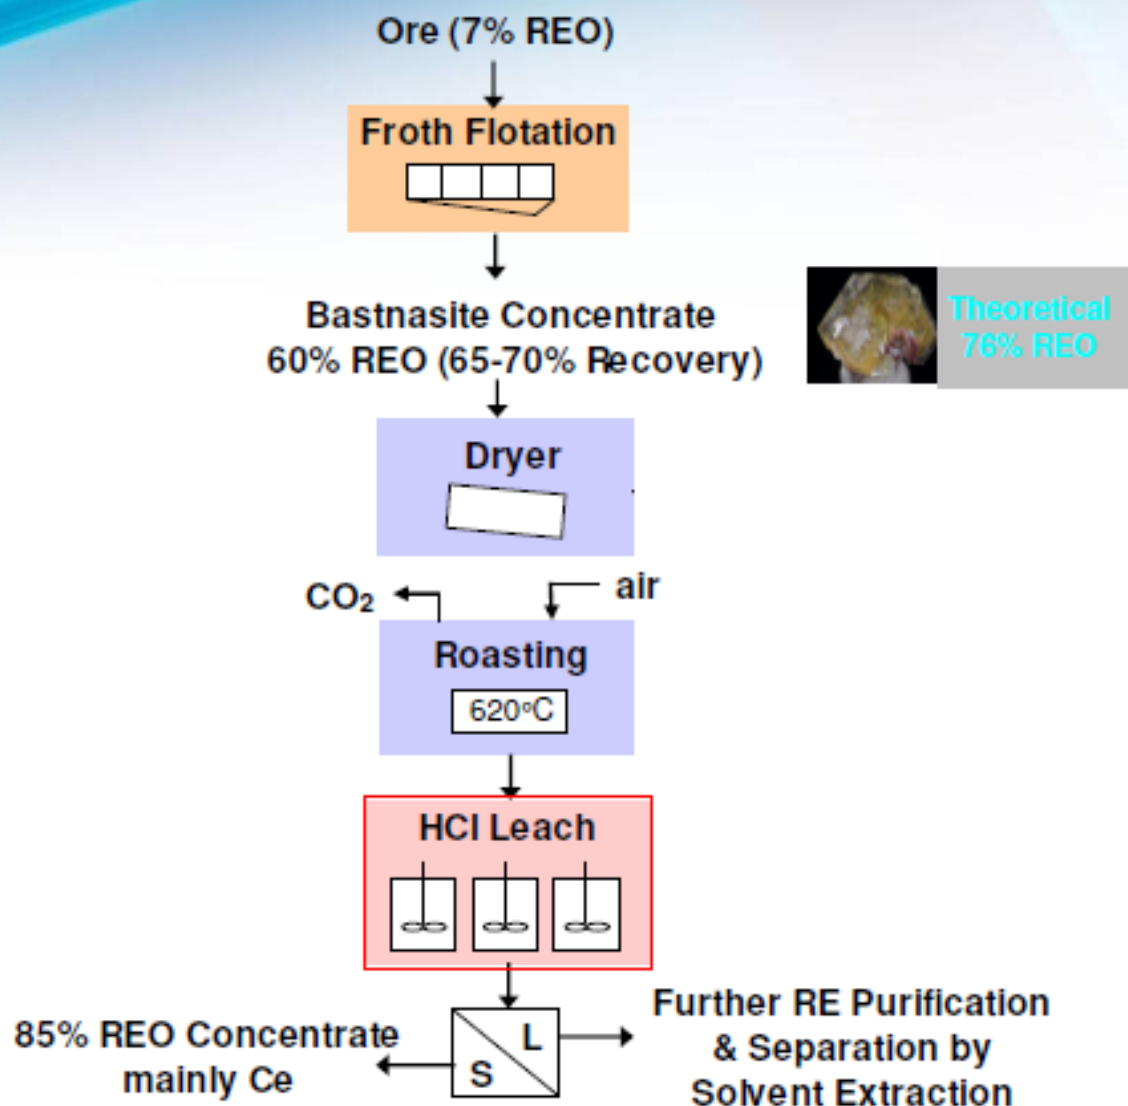 Ore (7% REO)
Froth Flotation
Bastnasite Concentrate
60% REO (65-70% Recovery)
Theoretical
76% REO
Dryer
CO₂
air
Roasting
620°C
HCl Leach
85% REO Concentrate
mainly Ce
L
S
Further RE Purification
& Separation by
Solvent Extraction